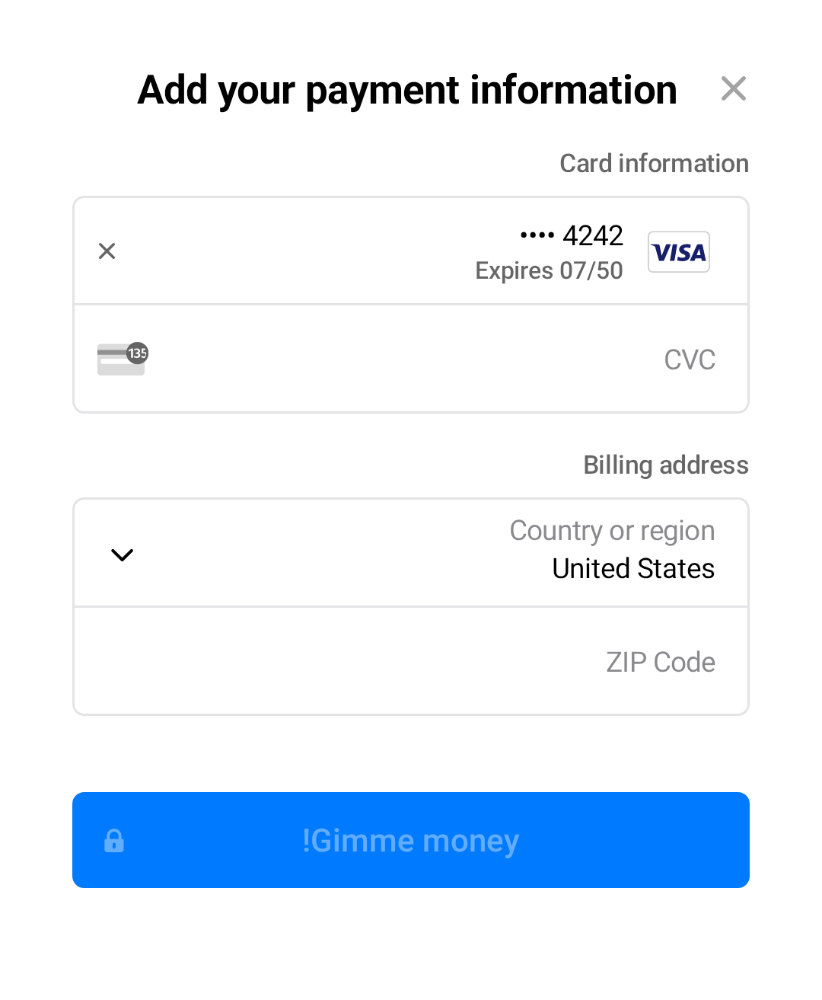 Add your payment information
Card information
•••• 4242
Expires 07/50
VISA
CVC
135
Billing address
Country or region
United States
ZIP Code
!Gimme money